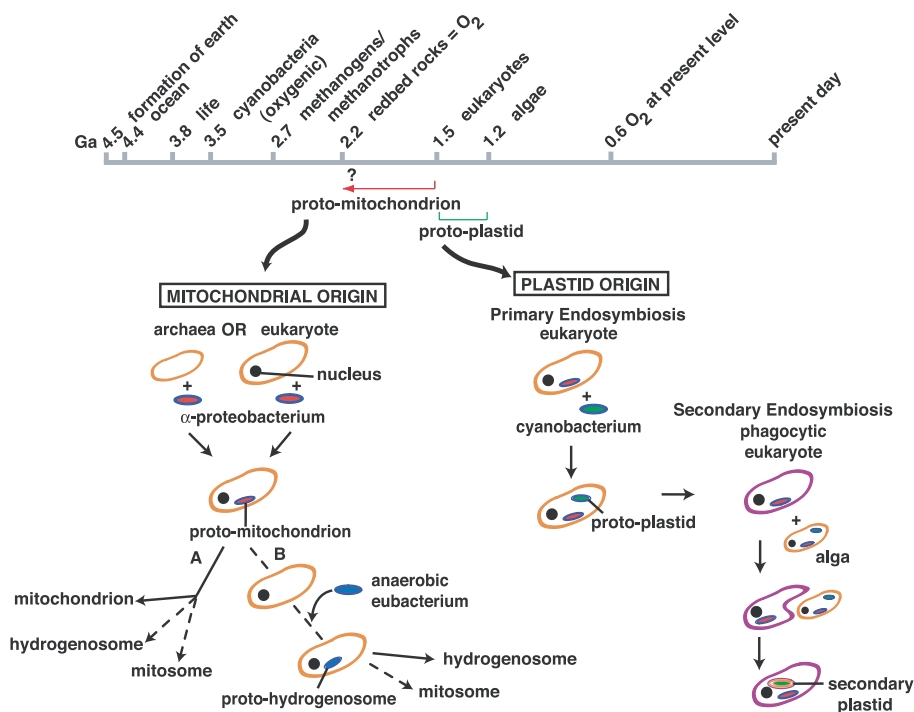 Ga
4.5 formation of earth
4.4 ocean
3.8 life
3.5 cyanobacteria
(oxygenic)
2.7 methanogens/
methanotrophs
2.2 redbed rocks = O₂
1.5 eukaryotes
1.2 algae
0.6 O₂ at present level
present day
?
proto-mitochondrion
proto-plastid
MITOCHONDRIAL ORIGIN
archaea OR eukaryote
nucleus
+
+
α-proteobacterium
proto-mitochondrion
A
B
mitochondrion
hydrogenosome
mitosome
anaerobic
eubacterium
hydrogenosome
mitosome
proto-hydrogenosome
PLASTID ORIGIN
Primary Endosymbiosis
eukaryote
+
cyanobacterium
proto-plastid
Secondary Endosymbiosis
phagocytic
eukaryote
+
alga
secondary
plastid